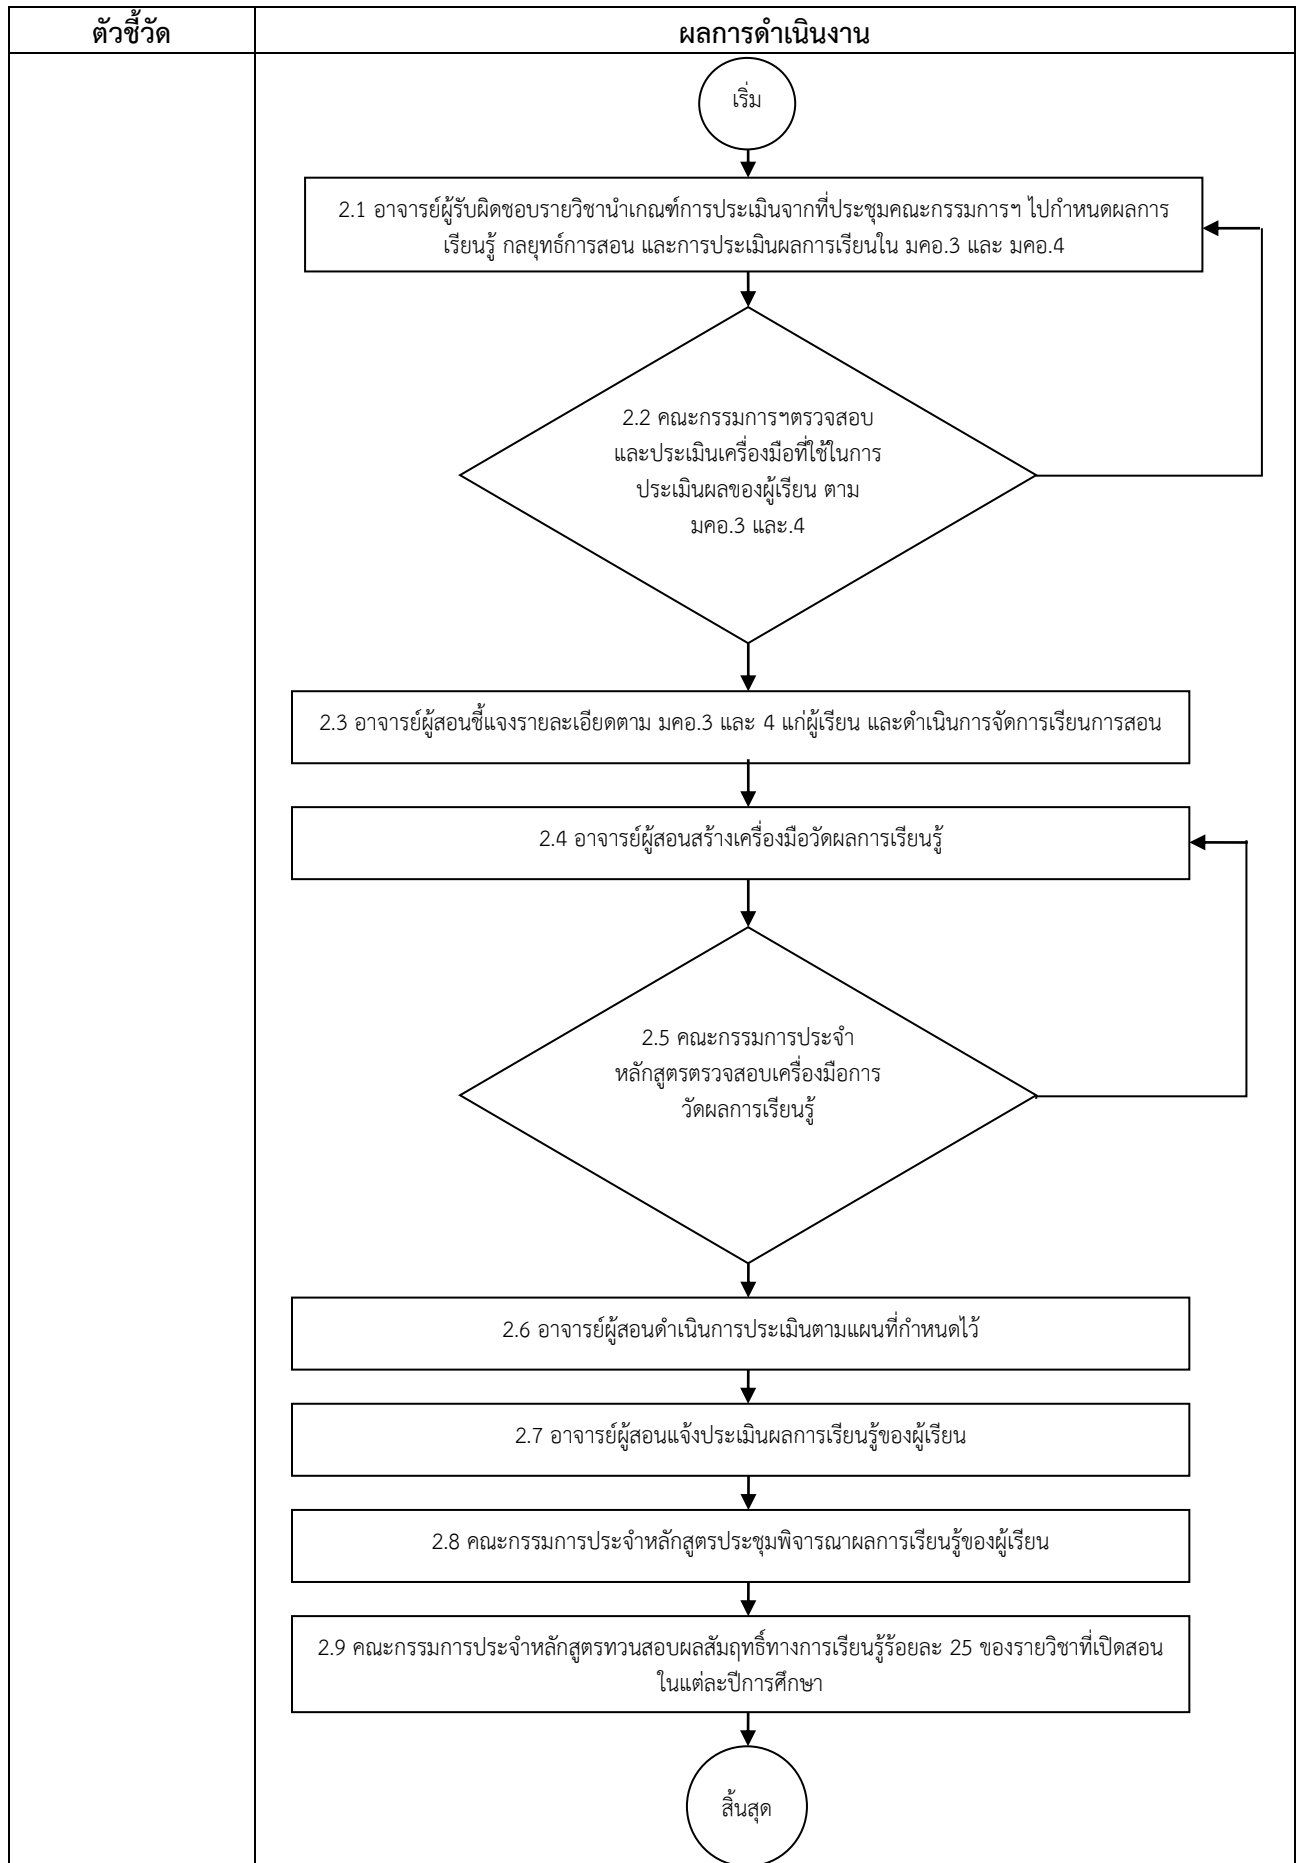 ตัวชี้วัด
ผลการดำเนินงาน
เริ่ม
2.1 อาจารย์ผู้รับผิดชอบรายวิชานำเกณฑ์การประเมินจากที่ประชุมคณะกรรมการฯ ไปกำหนดผลการ
เรียนรู้ กลยุทธ์การสอน และการประเมินผลการเรียนใน มคอ.3 และ มคอ.4
2.2 คณะกรรมการฯตรวจสอบ
และประเมินเครื่องมือที่ใช้ในการ
ประเมินผลของผู้เรียน ตาม
มคอ.3 และ.4
2.3 อาจารย์ผู้สอนชี้แจงรายละเอียดตาม มคอ.3 และ 4 แก่ผู้เรียน และดำเนินการจัดการเรียนการสอน
2.4 อาจารย์ผู้สอนสร้างเครื่องมือวัดผลการเรียนรู้
2.5 คณะกรรมการประจำ
หลักสูตรตรวจสอบเครื่องมือการ
วัดผลการเรียนรู้
2.6 อาจารย์ผู้สอนดำเนินการประเมินตามแผนที่กำหนดไว้
2.7 อาจารย์ผู้สอนแจ้งประเมินผลการเรียนรู้ของผู้เรียน
2.8 คณะกรรมการประจำหลักสูตรประชุมพิจารณาผลการเรียนรู้ของผู้เรียน
2.9 คณะกรรมการประจำหลักสูตรทวนสอบผลสัมฤทธิ์ทางการเรียนรู้ร้อยละ 25 ของรายวิชาที่เปิดสอน
ในแต่ละปีการศึกษา
สิ้นสุด